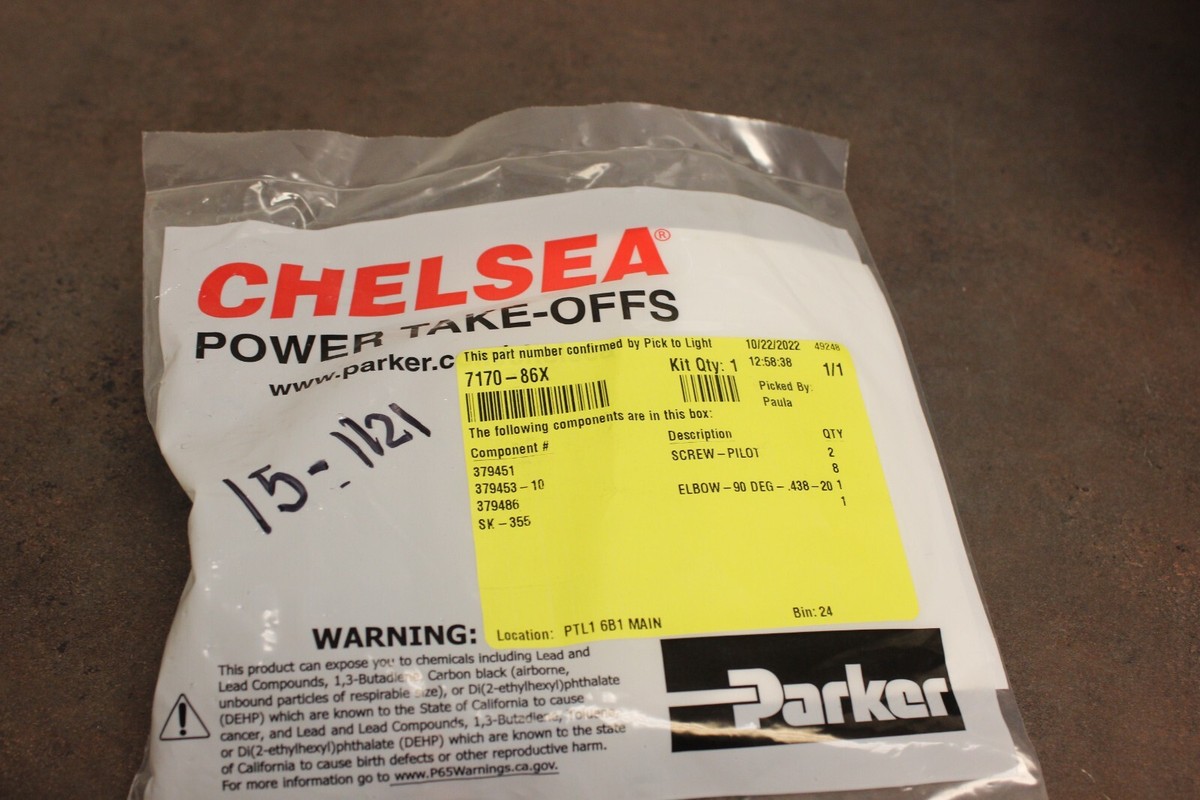 CHELSEA®
POWER TAKE-OFFS
www.parker.c
15-1121
This part number confirmed by Pick to Light 10/22/2022 49248
7170-86X Kit Qty: 1 12:58:38 1/1
Picked By:
Paula
The following components are in this box:
Component # Description QTY
379451 SCREW-PILOT 2
379453-10 8
379486 ELBOW-90 DEG-.438-20 1
SK-355 1
Location: PTL1 6B1 MAIN Bin: 24
WARNING:
This product can expose you to chemicals including Lead and
Lead Compounds, 1,3-Butadiene, Carbon black (airborne,
unbound particles of respirable size), or Di(2-ethylhexyl)phthalate
(DEHP) which are known to the State of California to cause
cancer, and Lead and Lead Compounds, 1,3-Butadiene,
or Di(2-ethylhexyl)phthalate (DEHP) which are known to the state
of California to cause birth defects or other reproductive harm.
For more information go to www.P65Warnings.ca.gov.
Parker